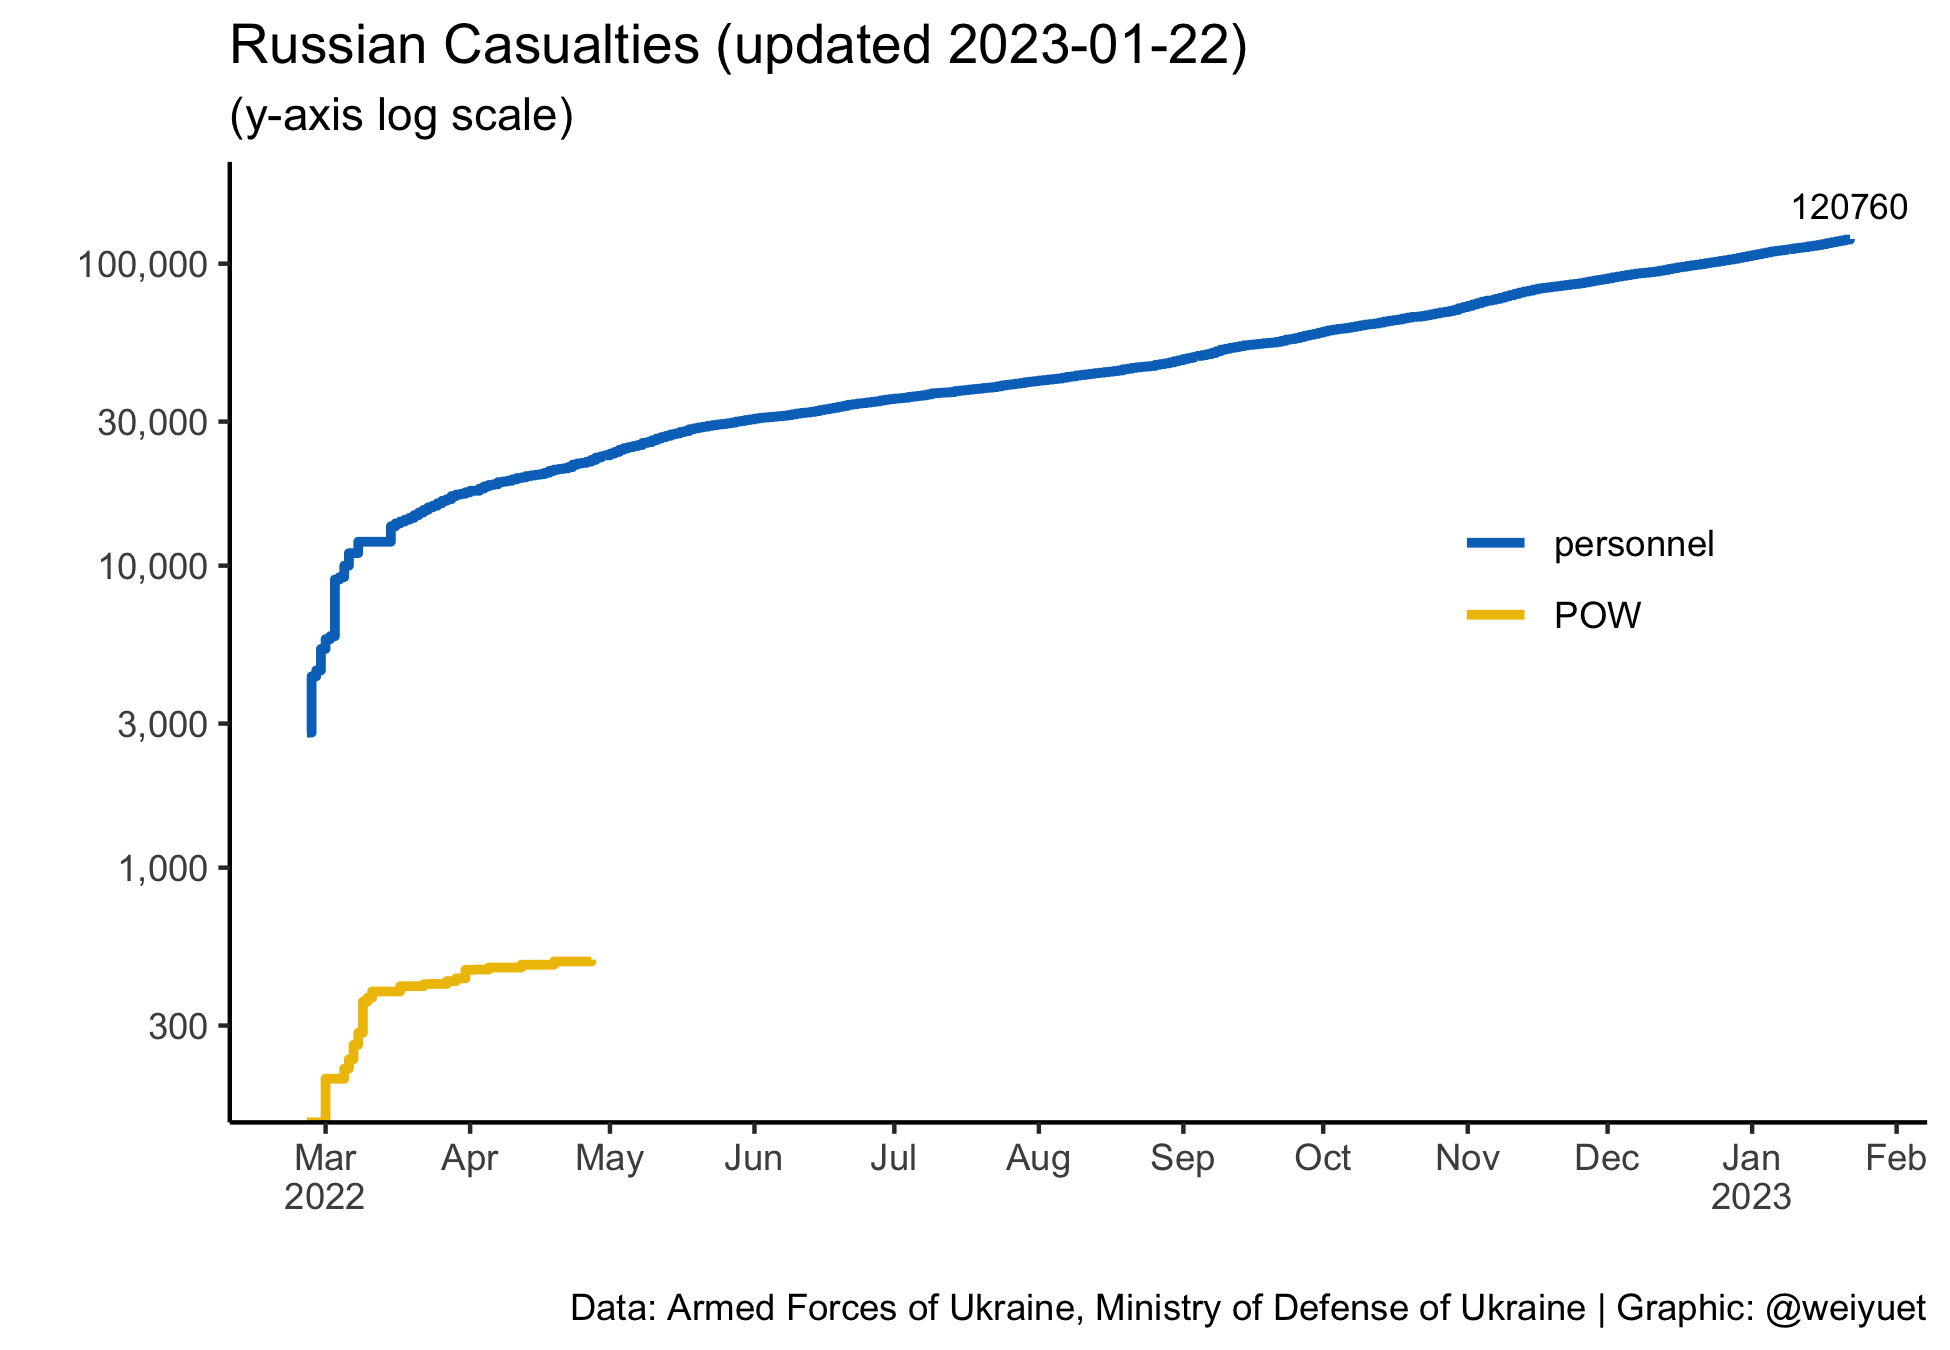 Russian Casualties (updated 2023-01-22)
(y-axis log scale)
120760
100,000
30,000
10,000
3,000
1,000
300
personnel
POW
Mar Apr May Jun Jul Aug Sep Oct Nov Dec Jan Feb
2022 2023
Data: Armed Forces of Ukraine, Ministry of Defense of Ukraine | Graphic: @weiyuet